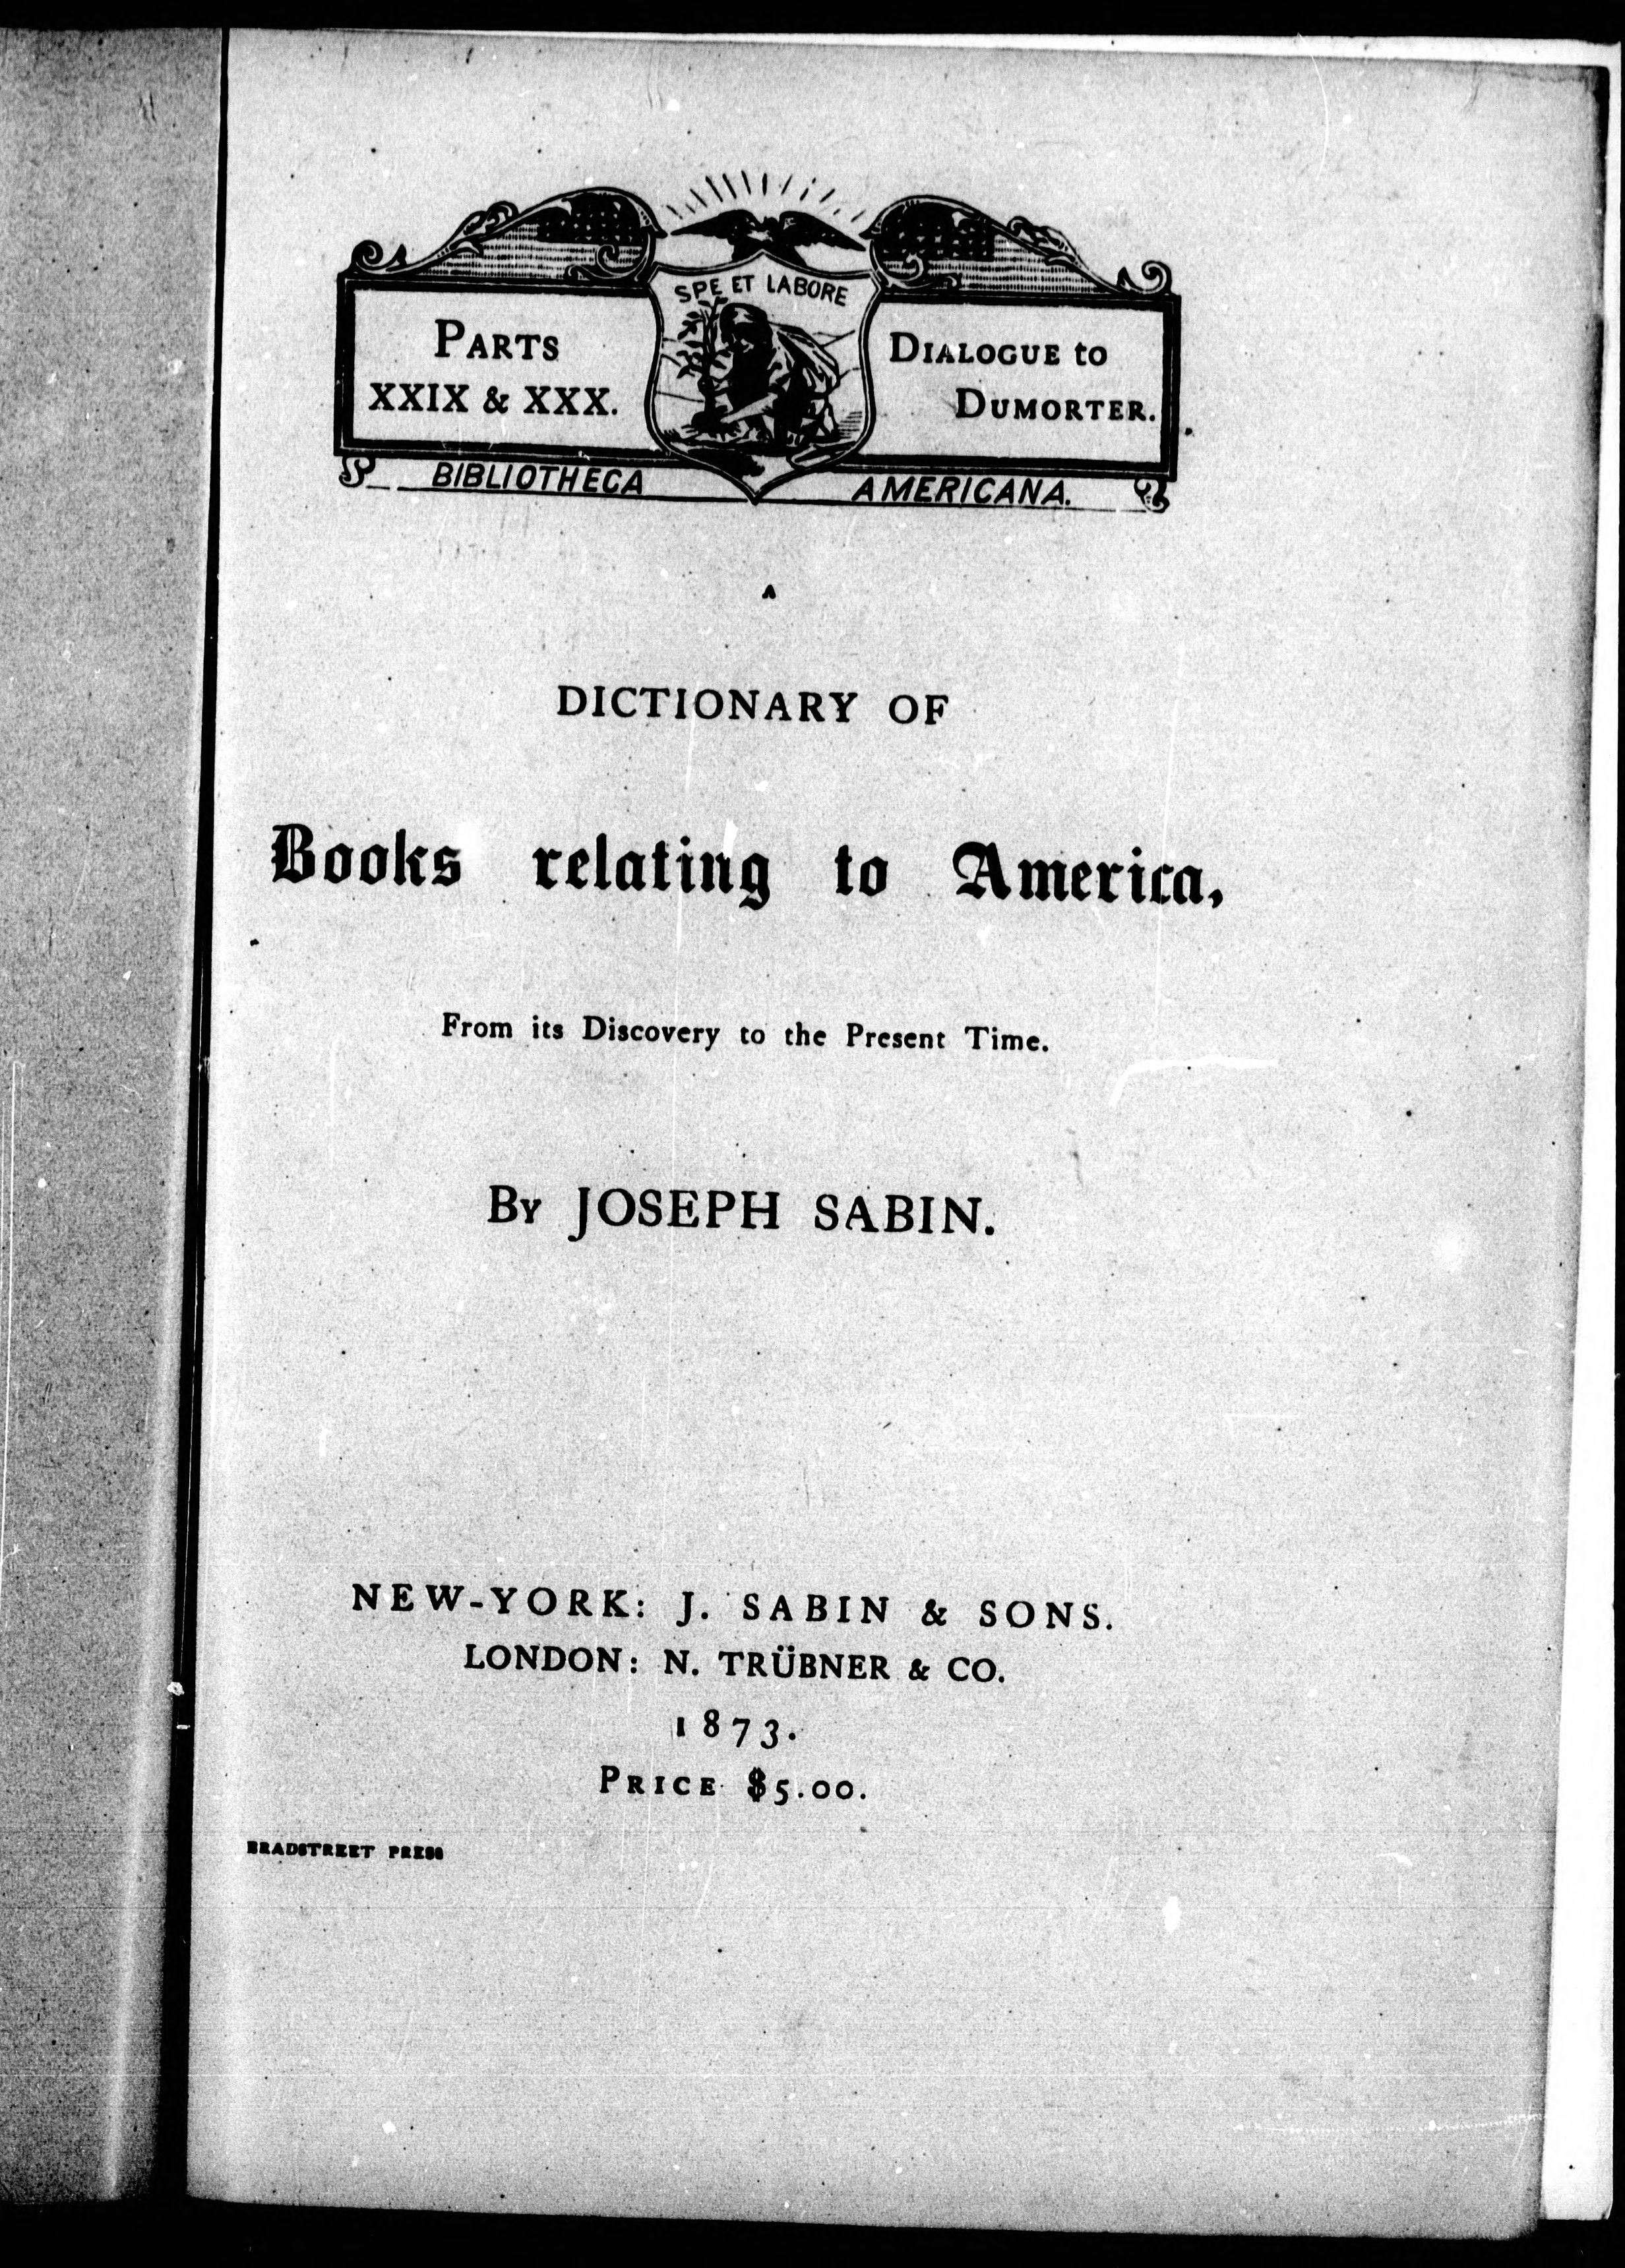 SPE ET LABORE
PARTS
XXIX & XXX.
DIALOGUE to
DUMORTER.
BIBLIOTHECA AMERICANA.
A
DICTIONARY OF
Books relating to America,
From its Discovery to the Present Time.
By JOSEPH SABIN.
NEW-YORK: J. SABIN & SONS.
LONDON: N. TRÜBNER & CO.
1873.
PRICE $5.00.
BRADSTREET PRESS